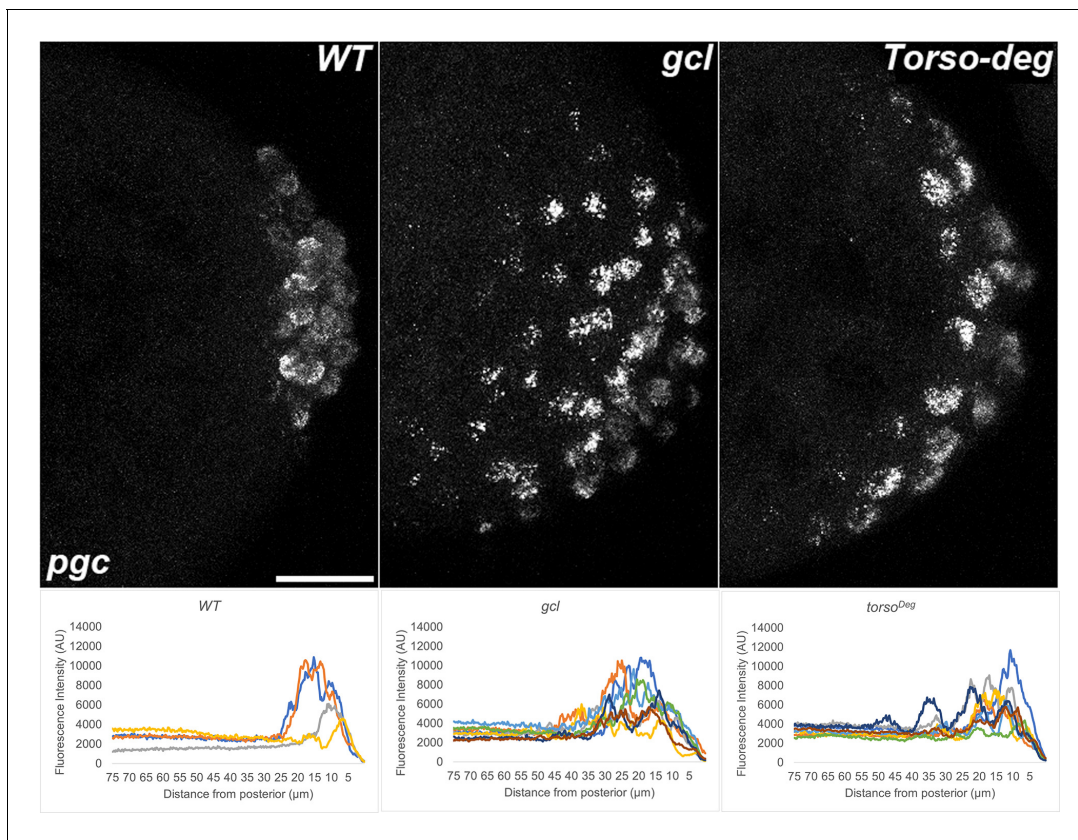 WT
gcl
Torso-deg
pgc
WT
14000
12000
10000
8000
6000
4000
2000
0
Fluorescence Intensity (AU)
75 70 65 60 55 50 45 40 35 30 25 20 15 10 5
Distance from posterior (µm)
gcl
14000
12000
10000
8000
6000
4000
2000
0
Fluorescence Intensity (AU)
75 70 65 60 55 50 45 40 35 30 25 20 15 10 5
Distance from posterior (µm)
torsoDeg
14000
12000
10000
8000
6000
4000
2000
0
Fluorescence Intensity (AU)
75 70 65 60 55 50 45 40 35 30 25 20 15 10 5
Distance from posterior (µm)